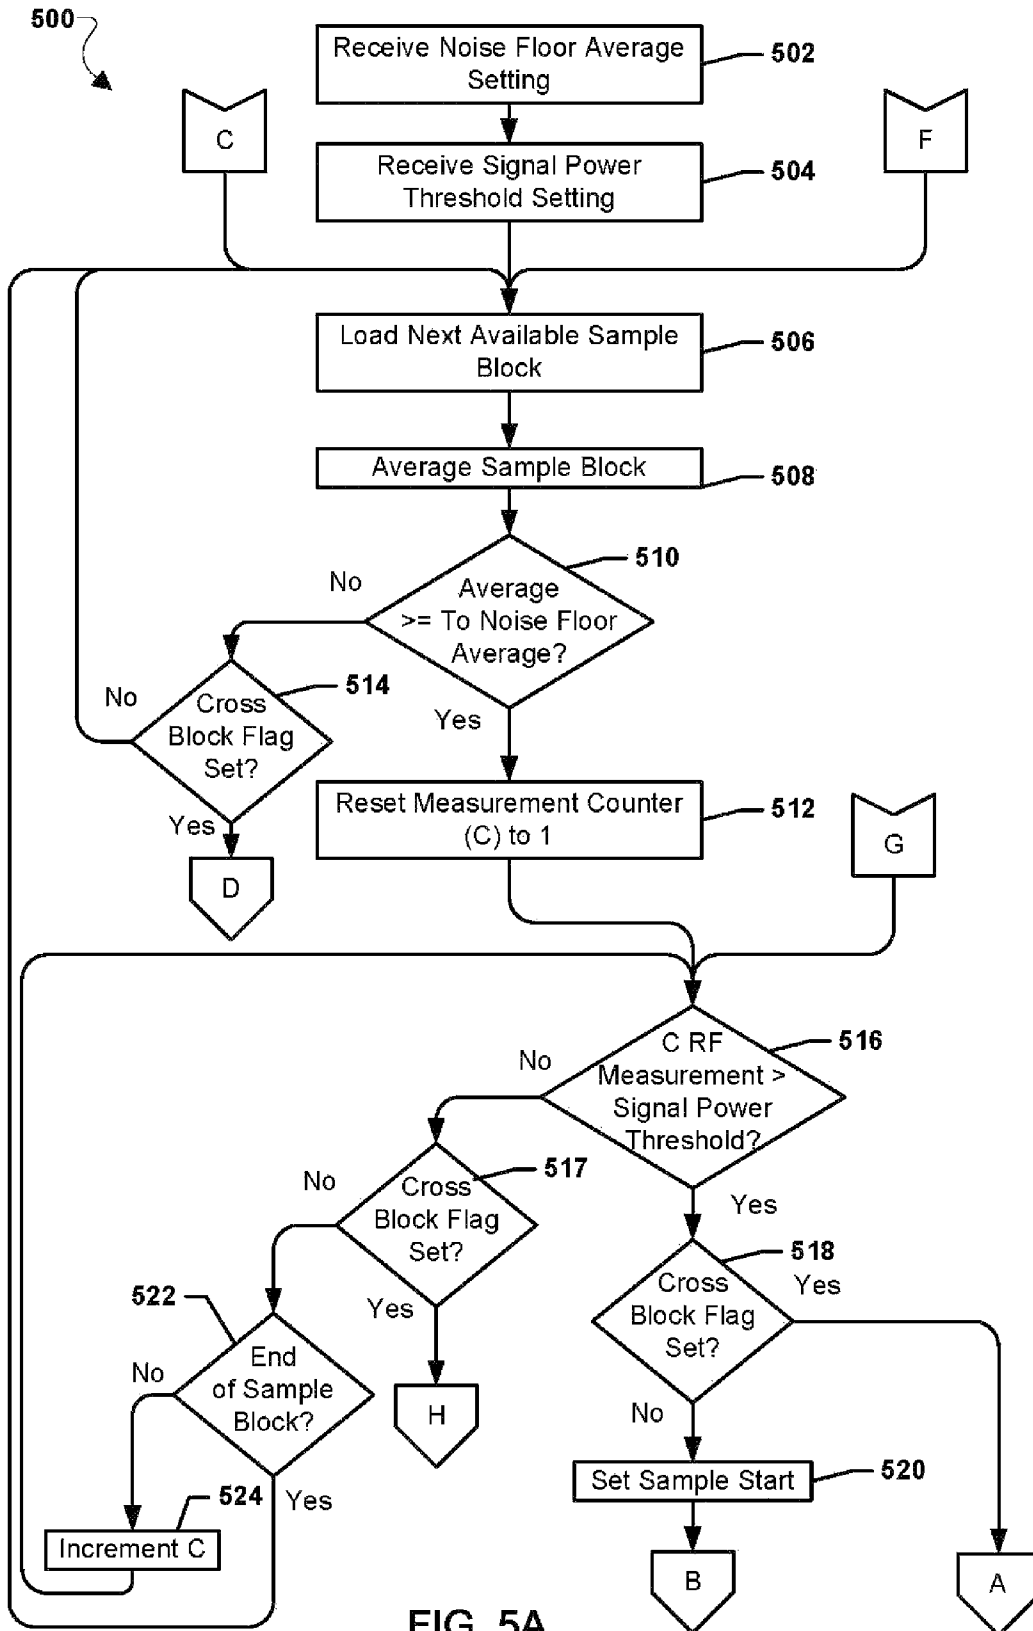 500
Receive Noise Floor Average
Setting
502
C
F
Receive Signal Power
Threshold Setting
504
Load Next Available Sample
Block
506
Average Sample Block
508
510
No
Average
>= To Noise Floor
Average?
514
No
Cross
Block Flag
Set?
Yes
Reset Measurement Counter
(C) to 1
512
Yes
D
G
C RF
Measurement >
Signal Power
Threshold?
516
No
517
No
Cross
Block Flag
Set?
Yes
518
Cross
Block Flag
Set?
Yes
522
Yes
End
of Sample
Block?
No
H
No
524
Yes
Set Sample Start
520
Increment C
B
A
FIG. 5A